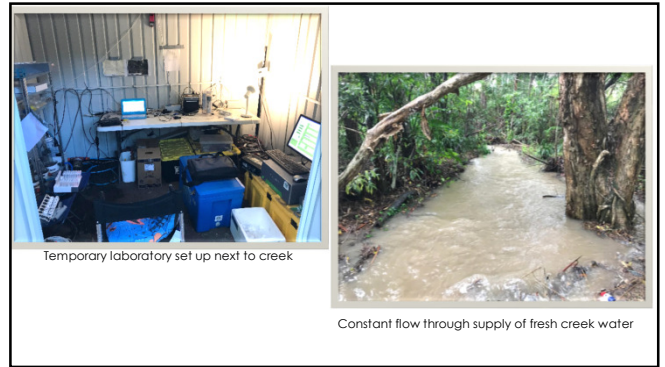 Temporary laboratory set up next to creek
Constant flow through supply of fresh creek water